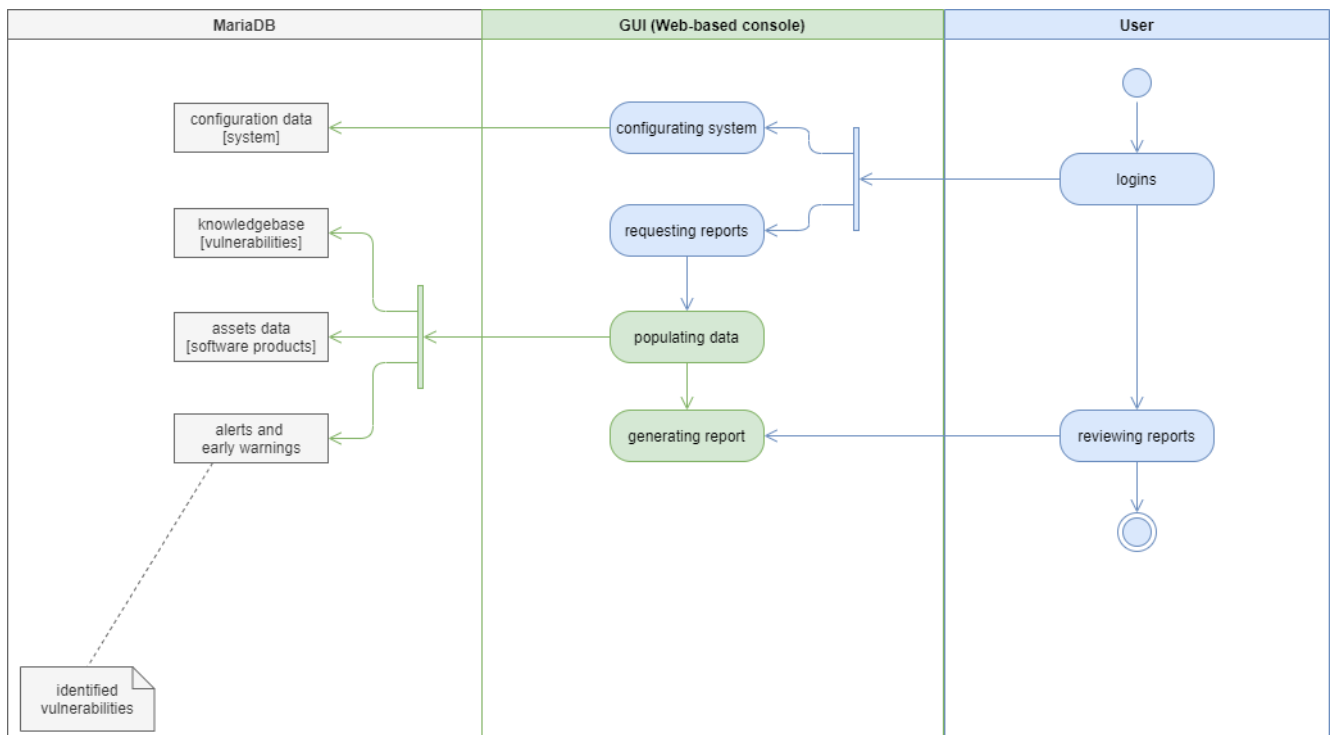 MariaDB
GUI (Web-based console)
User
configuration data
[system]
configurating system
logins
knowledgebase
[vulnerabilities]
requesting reports
assets data
[software products]
populating data
alerts and
early warnings
generating report
reviewing reports
identified
vulnerabilities